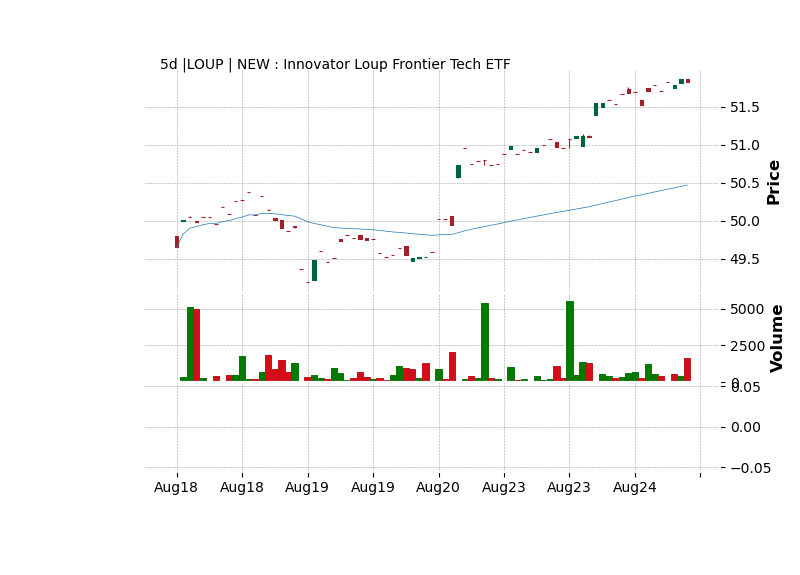 5d |LOUP | NEW : Innovator Loup Frontier Tech ETF
51.5
51.0
50.5
50.0
49.5
Price
5000
2500
0
Volume
0.05
0.00
−0.05
Aug18 Aug18 Aug19 Aug19 Aug20 Aug23 Aug23 Aug24